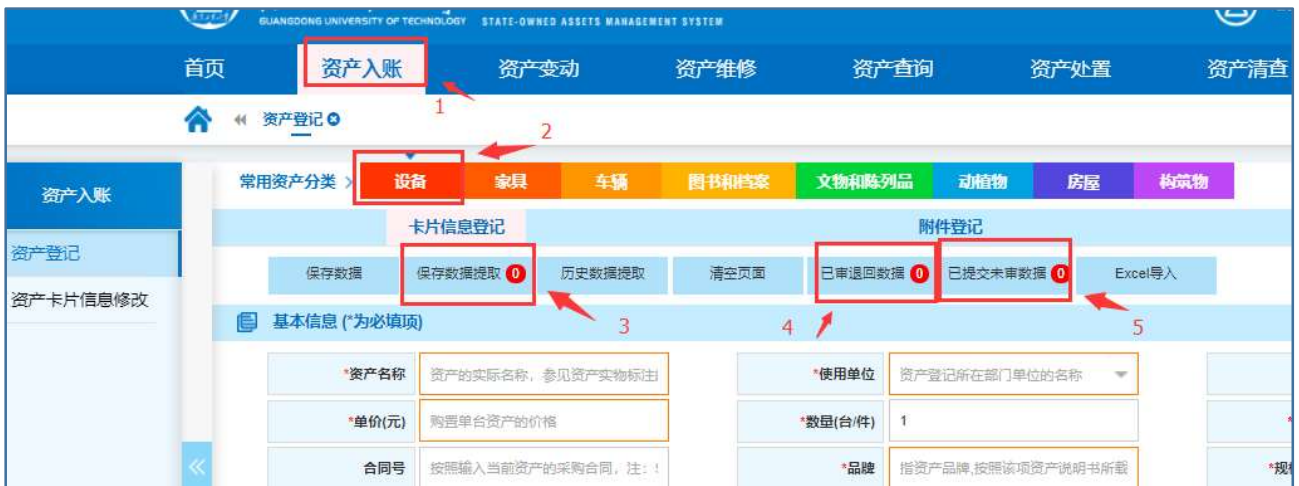 GUANGDONG UNIVERSITY OF TECHNOLOGY STATE-OWNED ASSETS MANAGEMENT SYSTEM
首页 资产入账 资产变动 资产维修 资产查询 资产处置 资产清查
1
资产登记
2
常用资产分类 设备 家具 车辆 图书和档案 文物和陈列品 动植物 房屋 构筑物
资产入账
卡片信息登记 附件登记
资产登记
保存数据 保存数据提取 0 历史数据提取 清空页面 已审退回数据 0 已提交未审数据 0 Excel导入
资产卡片信息修改
基本信息 (*为必填项)
3 4 5
*资产名称 资产的实际名称，参见资产实物标注 *使用单位 资产登记所在部门单位的名称
*单价(元) 购置单台资产的价格 *数量(台/件) 1 *
合同号 按照输入当前资产的采购合同，注： *品牌 指资产品牌,按照该项资产说明书所载 *规